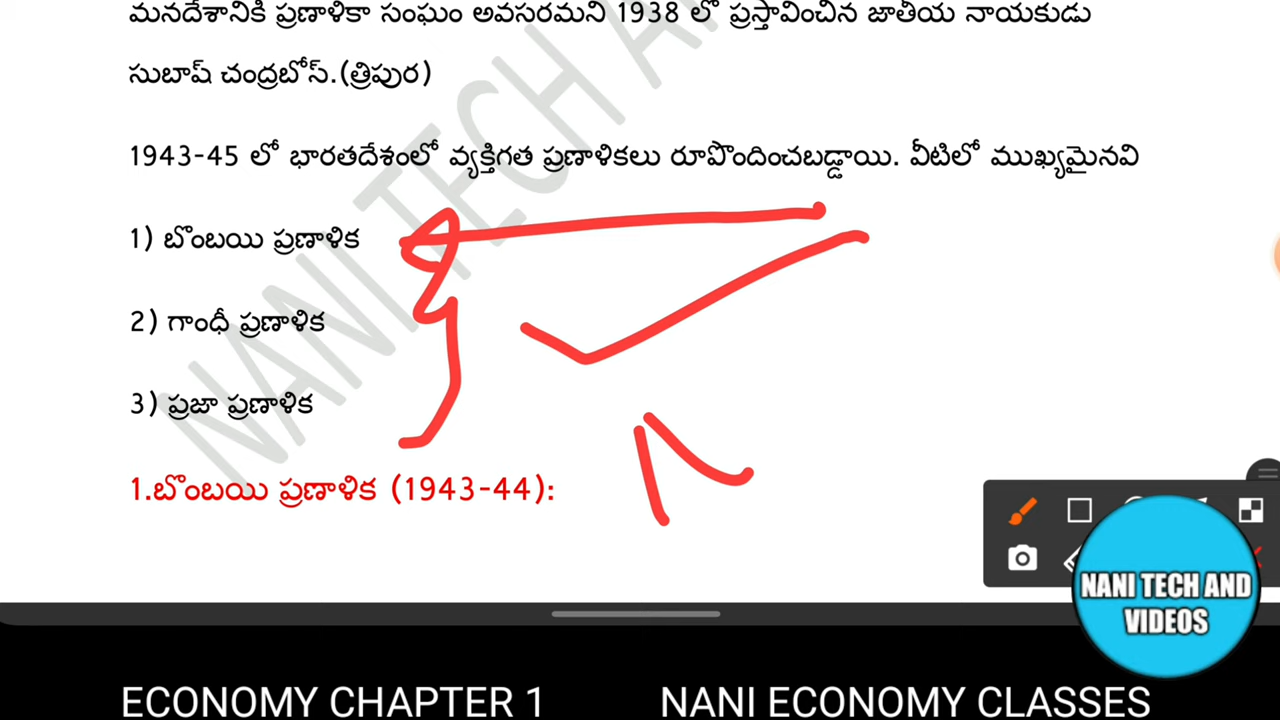 మనదేశానికి ప్రణాళికా సంఘం అవసరమని 1938 లో ప్రస్తావించిన జాతీయ నాయకుడు
సుబాష్ చంద్రబోస్.(త్రిపుర)
1943-45 లో భారతదేశంలో వ్యక్తిగత ప్రణాళికలు రూపొందించబడ్డాయి. వీటిలో ముఖ్యమైనవి
1) బొంబయి ప్రణాళిక
2) గాంధీ ప్రణాళిక
3) ప్రజా ప్రణాళిక
1.బొంబయి ప్రణాళిక (1943-44):
NANI TECH
NANI TECH AND
VIDEOS
ECONOMY CHAPTER 1 NANI ECONOMY CLASSES